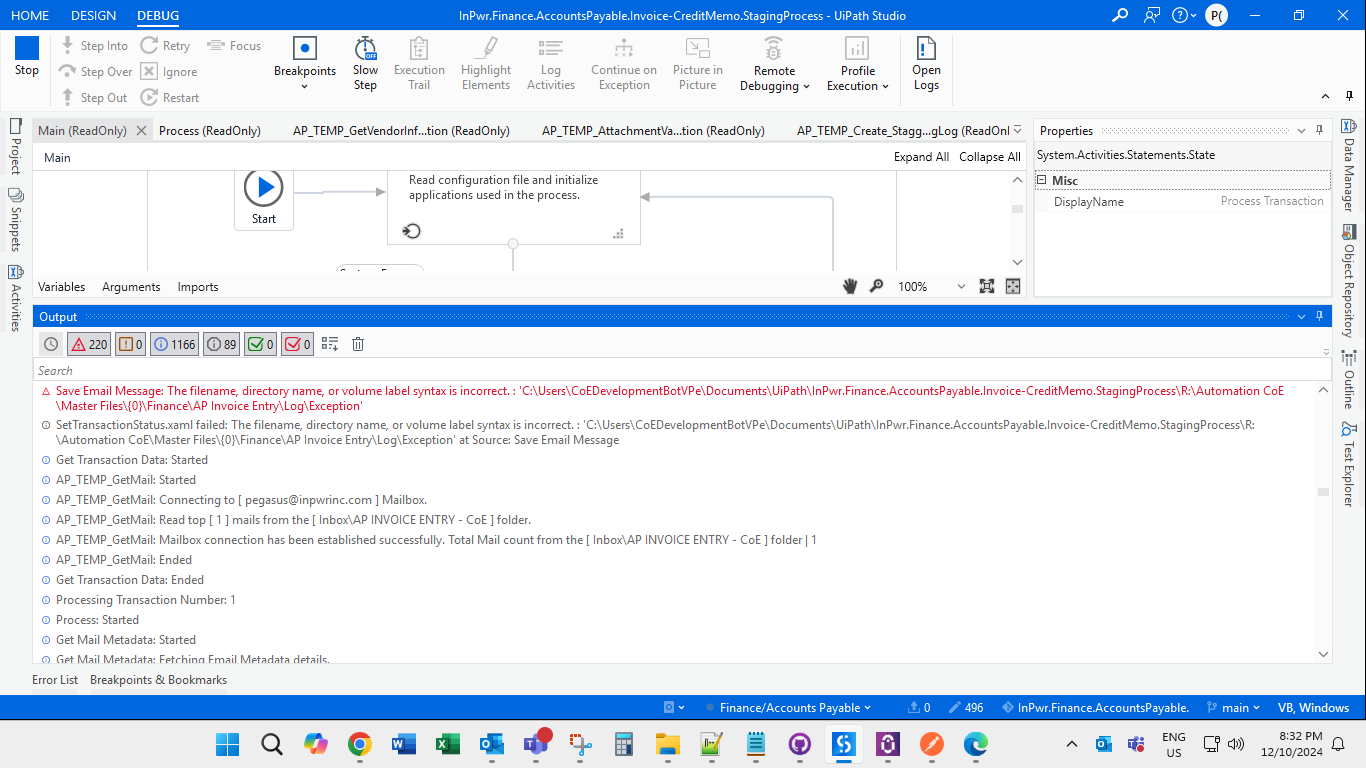 HOME DESIGN DEBUG InPwr.Finance.AccountsPayable.Invoice-CreditMemo.StagingProcess - UiPath Studio P(
Stop
Step Into Retry Focus
Step Over Ignore
Step Out Restart
Breakpoints
Slow Step
Execution Trail
Highlight Elements
Log Activities
Continue on Exception
Picture in Picture
Remote Debugging
Profile Execution
Open Logs
Main (ReadOnly) Process (ReadOnly) AP_TEMP_GetVendorInf...tion (ReadOnly) AP_TEMP_AttachmentVa...tion (ReadOnly) AP_TEMP_Create_Stagg...gLog (ReadOnl
Main Expand All Collapse All
Start
Read configuration file and initialize
applications used in the process.
Variables Arguments Imports 100%
Properties
System.Activities.Statements.State
Misc
DisplayName Process Transaction
Project
Snippets
Activities
Data Manager
Object Repository
Outline
Test Explorer
Output
220 0 1166 89 0 0
Search
Save Email Message: The filename, directory name, or volume label syntax is incorrect. : 'C:\Users\CoEDevelopmentBotVPe\Documents\UiPath\InPwr.Finance.AccountsPayable.Invoice-CreditMemo.StagingProcess\R:\Automation CoE
\Master Files\{0}\Finance\AP Invoice Entry\Log\Exception'
SetTransactionStatus.xaml failed: The filename, directory name, or volume label syntax is incorrect. : 'C:\Users\CoEDevelopmentBotVPe\Documents\UiPath\InPwr.Finance.AccountsPayable.Invoice-CreditMemo.StagingProcess\R:
\Automation CoE\Master Files\{0}\Finance\AP Invoice Entry\Log\Exception' at Source: Save Email Message
Get Transaction Data: Started
AP_TEMP_GetMail: Started
AP_TEMP_GetMail: Connecting to [ pegasus@inpwrinc.com ] Mailbox.
AP_TEMP_GetMail: Read top [ 1 ] mails from the [ Inbox\AP INVOICE ENTRY - CoE ] folder.
AP_TEMP_GetMail: Mailbox connection has been established successfully. Total Mail count from the [ Inbox\AP INVOICE ENTRY - CoE ] folder | 1
AP_TEMP_GetMail: Ended
Get Transaction Data: Ended
Processing Transaction Number: 1
Process: Started
Get Mail Metadata: Started
Get Mail Metadata: Fetching Email Metadata details.
Error List Breakpoints & Bookmarks
Finance/Accounts Payable 0 496 InPwr.Finance.AccountsPayable. main VB, Windows
ENG
US
8:32 PM
12/10/2024